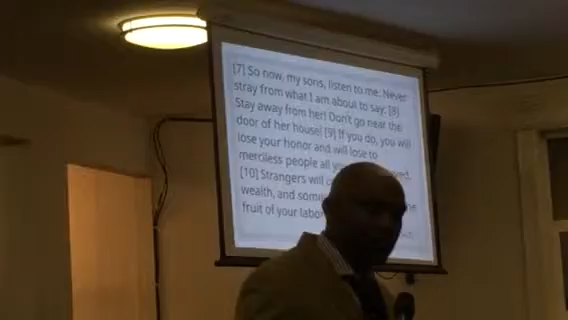 [7] So now, my sons, listen to me. Never
stray from what I am about to say: [8]
Stay away from her! Don't go near the
door of her house! [9] If you do, you will
lose your honor and will lose to
merciless people all
[10] Strangers will
wealth, and
fruit of your